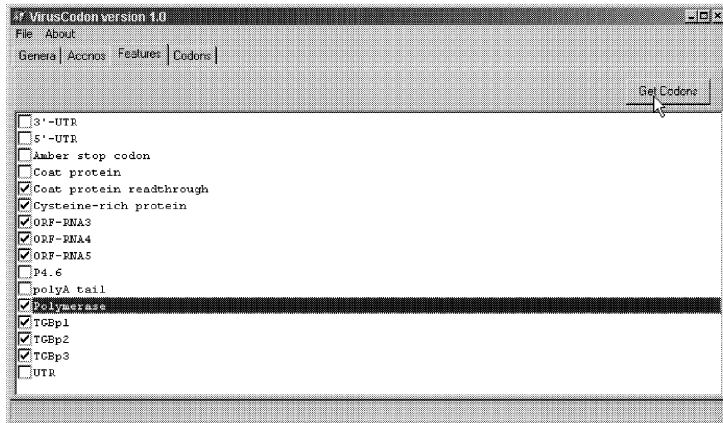 VirusCodon version 1.0
File About
Genera Accnos Features Codons
Get Codons
3'-UTR
5'-UTR
Amber stop codon
Coat protein
Coat protein readthrough
Cysteine-rich protein
ORF-RNA3
ORF-RNA4
ORF-RNA5
P4.6
polyA tail
Polymerase
TGBp1
TGBp2
TGBp3
UTR